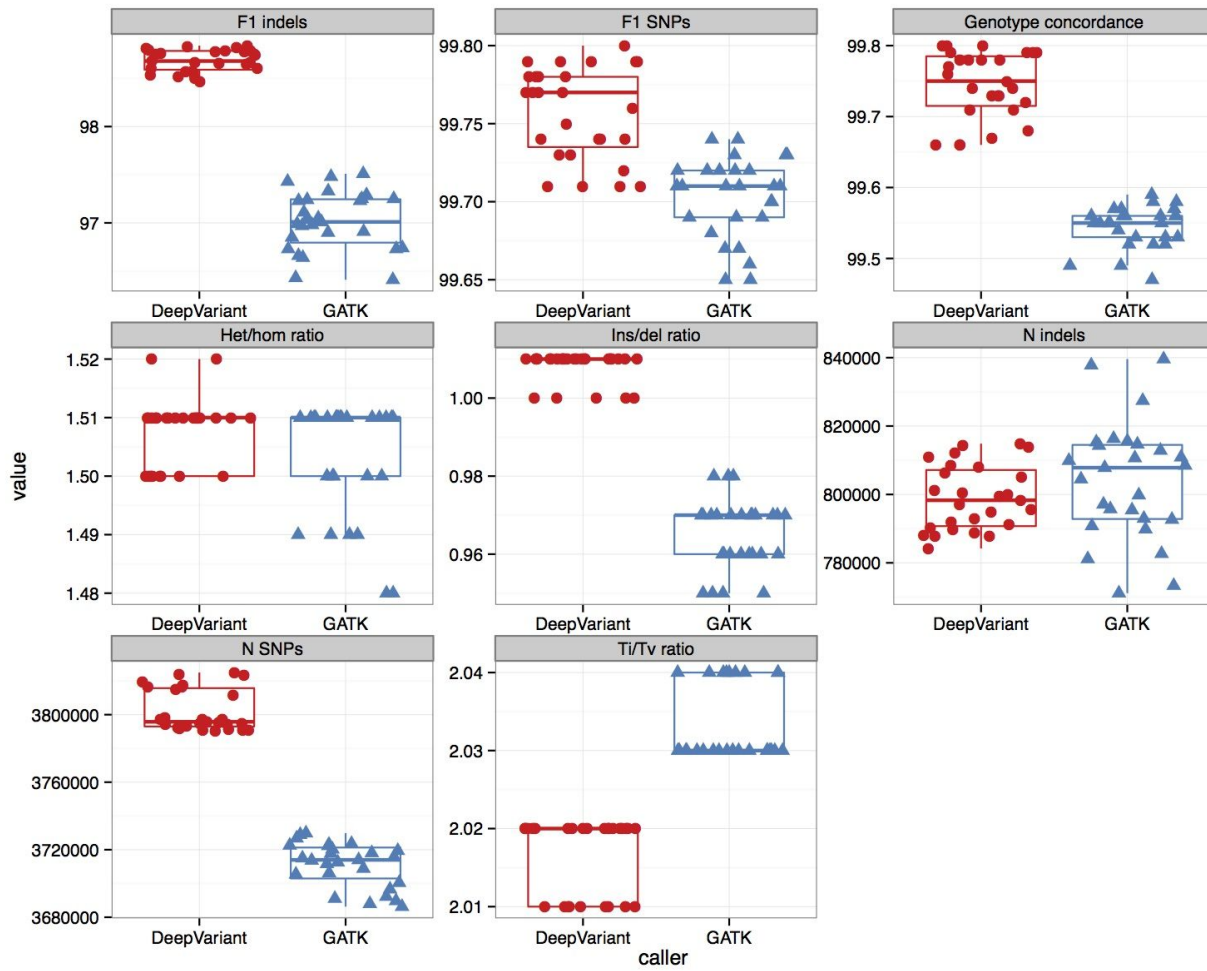 F1 indels
98
97
DeepVariant GATK
F1 SNPs
99.80
99.75
99.70
99.65
DeepVariant GATK
Genotype concordance
99.8
99.7
99.6
99.5
DeepVariant GATK
Het/hom ratio
1.52
1.51
1.50
1.49
1.48
DeepVariant GATK
Ins/del ratio
1.00
0.98
0.96
DeepVariant GATK
N indels
840000
820000
800000
780000
DeepVariant GATK
N SNPs
3800000
3760000
3720000
3680000
DeepVariant GATK
Ti/Tv ratio
2.04
2.03
2.02
2.01
DeepVariant GATK
value
caller